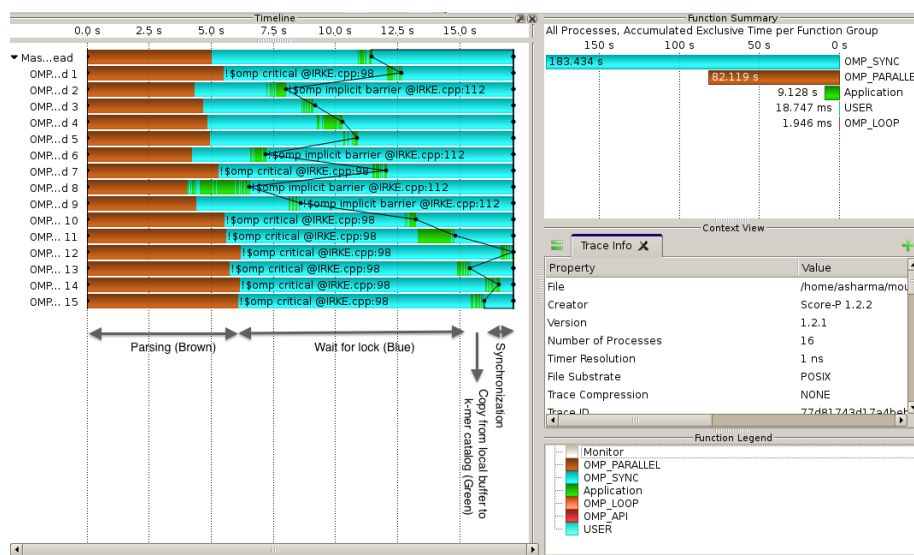 Timeline
0.0 s 2.5 s 5.0 s 7.5 s 10.0 s 12.5 s 15.0 s
Mas...ead
OMP...d 1 !$omp critical @IRKE.cpp:98
OMP...d 2 !$omp implicit barrier @IRKE.cpp:112
OMP...d 3
OMP...d 4
OMP...d 5
OMP...d 6 !$omp implicit barrier @IRKE.cpp:112
OMP...d 7 !$omp critical @IRKE.cpp:98
OMP...d 8 !$omp implicit barrier @IRKE.cpp:112
OMP...d 9 !$omp implicit barrier @IRKE.cpp:112
OMP... 10 !$omp critical @IRKE.cpp:98
OMP... 11 !$omp critical @IRKE.cpp:98
OMP... 12 !$omp critical @IRKE.cpp:98
OMP... 13 !$omp critical @IRKE.cpp:98
OMP... 14 !$omp critical @IRKE.cpp:98
OMP... 15 !$omp critical @IRKE.cpp:98
Parsing (Brown)
Wait for lock (Blue)
Copy from local buffer to
k-mer catalog (Green)
Synchronization
Function Summary
All Processes, Accumulated Exclusive Time per Function Group
150 s 100 s 50 s 0 s
183.434 s OMP_SYNC
82.119 s OMP_PARALLE
9.128 s Application
18.747 ms USER
1.946 ms OMP_LOOP
Context View
Trace Info
Property Value
File /home/asharma/mou
Creator Score-P 1.2.2
Version 1.2.1
Number of Processes 16
Timer Resolution 1 ns
File Substrate POSIX
Trace Compression NONE
Trace ID
Function Legend
Monitor
OMP_PARALLEL
OMP_SYNC
Application
OMP_LOOP
OMP_API
USER